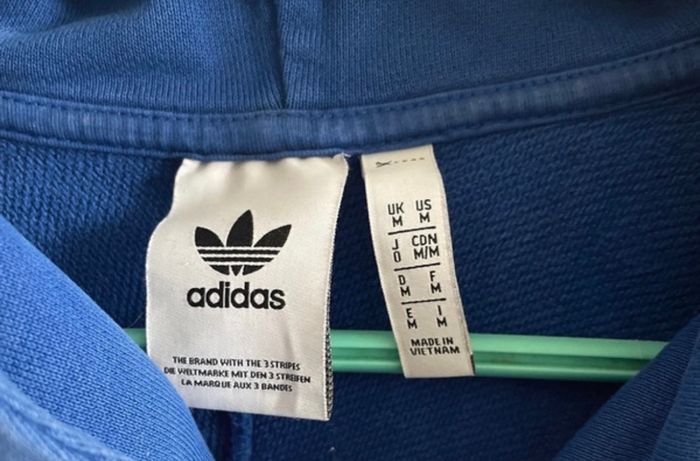 adidas
THE BRAND WITH THE 3 STRIPES
DIE WELTMARKE MIT DEN 3 STREIFEN
LA MARQUE AUX 3 BANDES
UK US
M M
J CDN
O M/M
D F
M M
E I
M M
MADE IN
VIETNAM